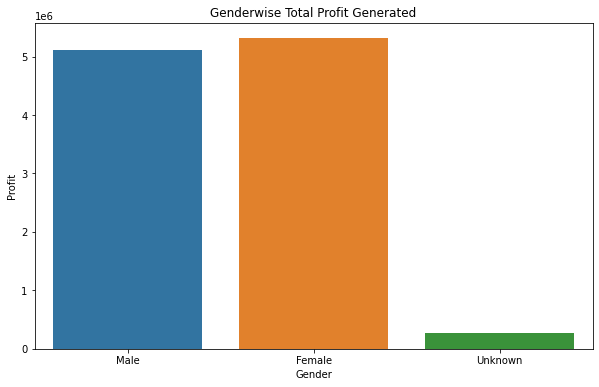 Genderwise Total Profit Generated
1e6
5
4
3
2
1
0
Profit
Male Female Unknown
Gender